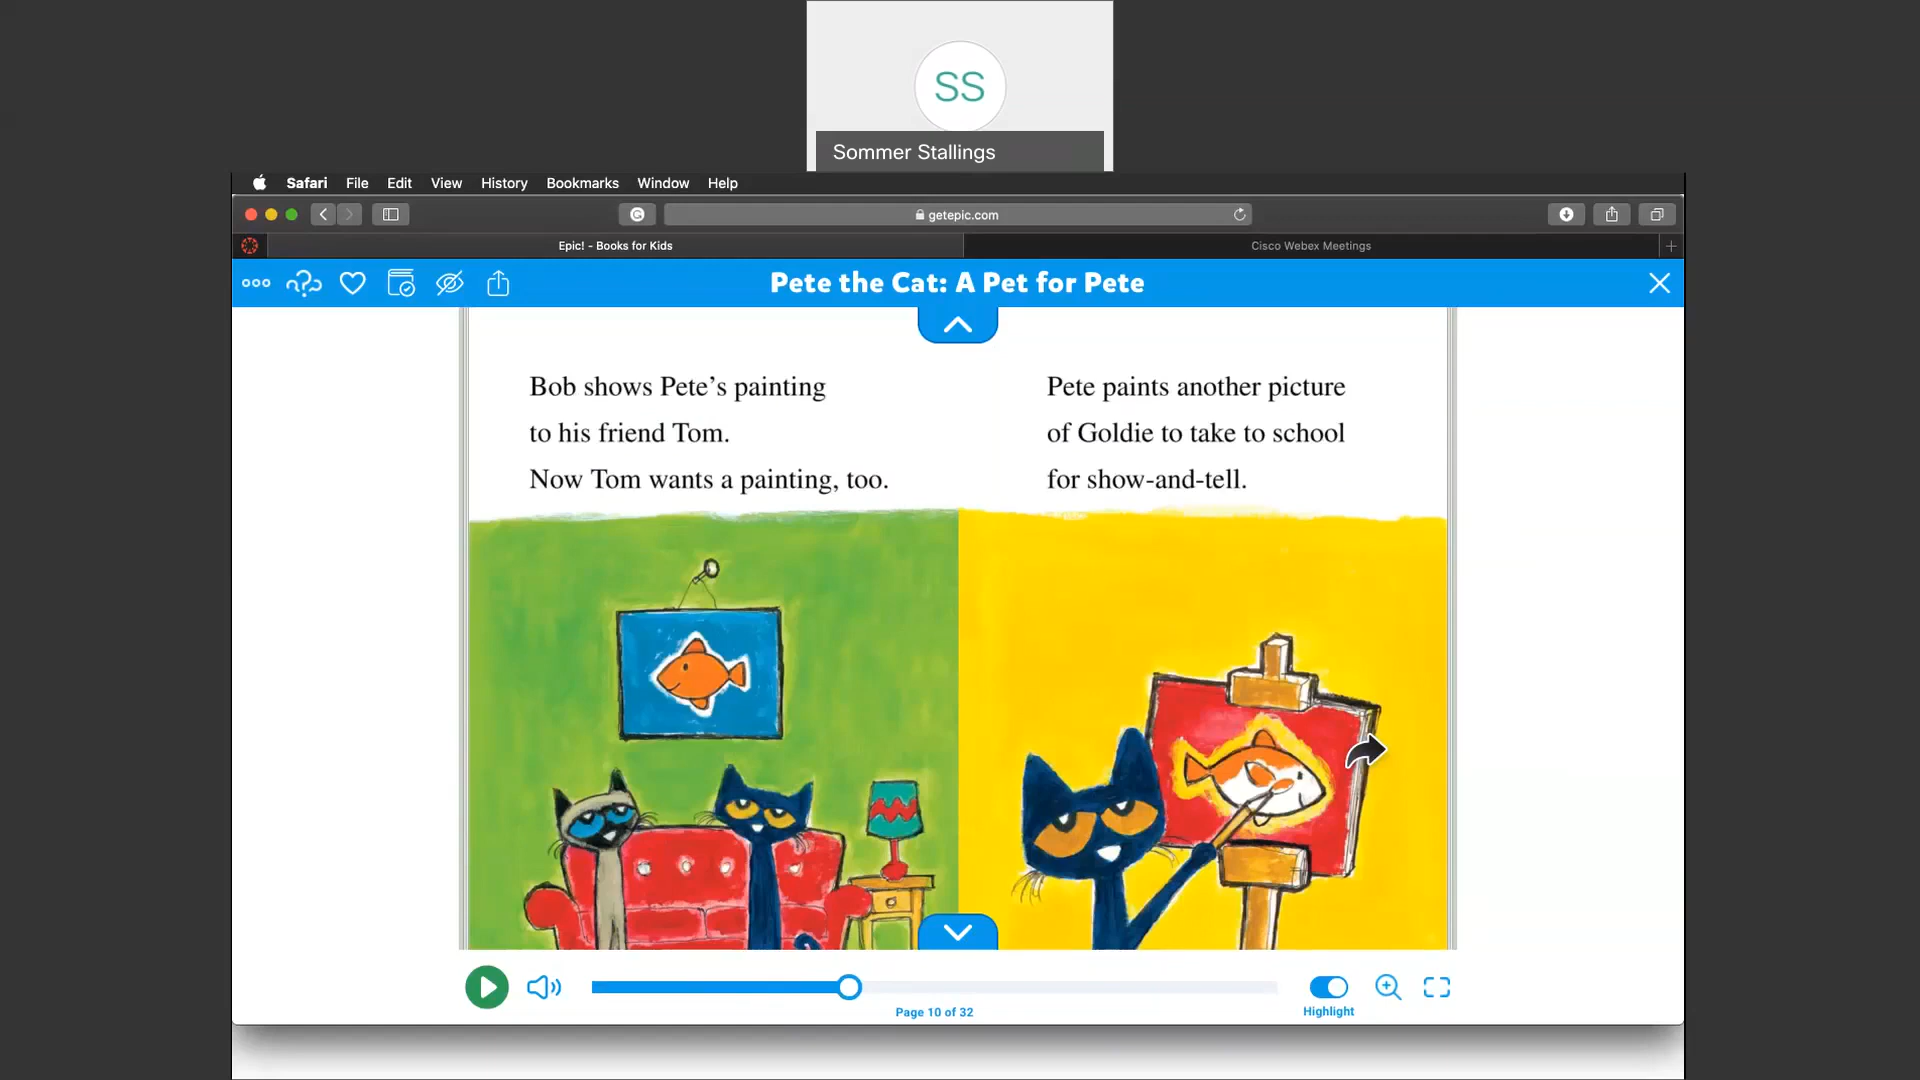 SS
Sommer Stallings
Safari File Edit View History Bookmarks Window Help
getepic.com
Epic! - Books for Kids
Cisco Webex Meetings
Pete the Cat: A Pet for Pete
Bob shows Pete’s painting
to his friend Tom.
Now Tom wants a painting, too.
Pete paints another picture
of Goldie to take to school
for show-and-tell.
Page 10 of 32
Highlight